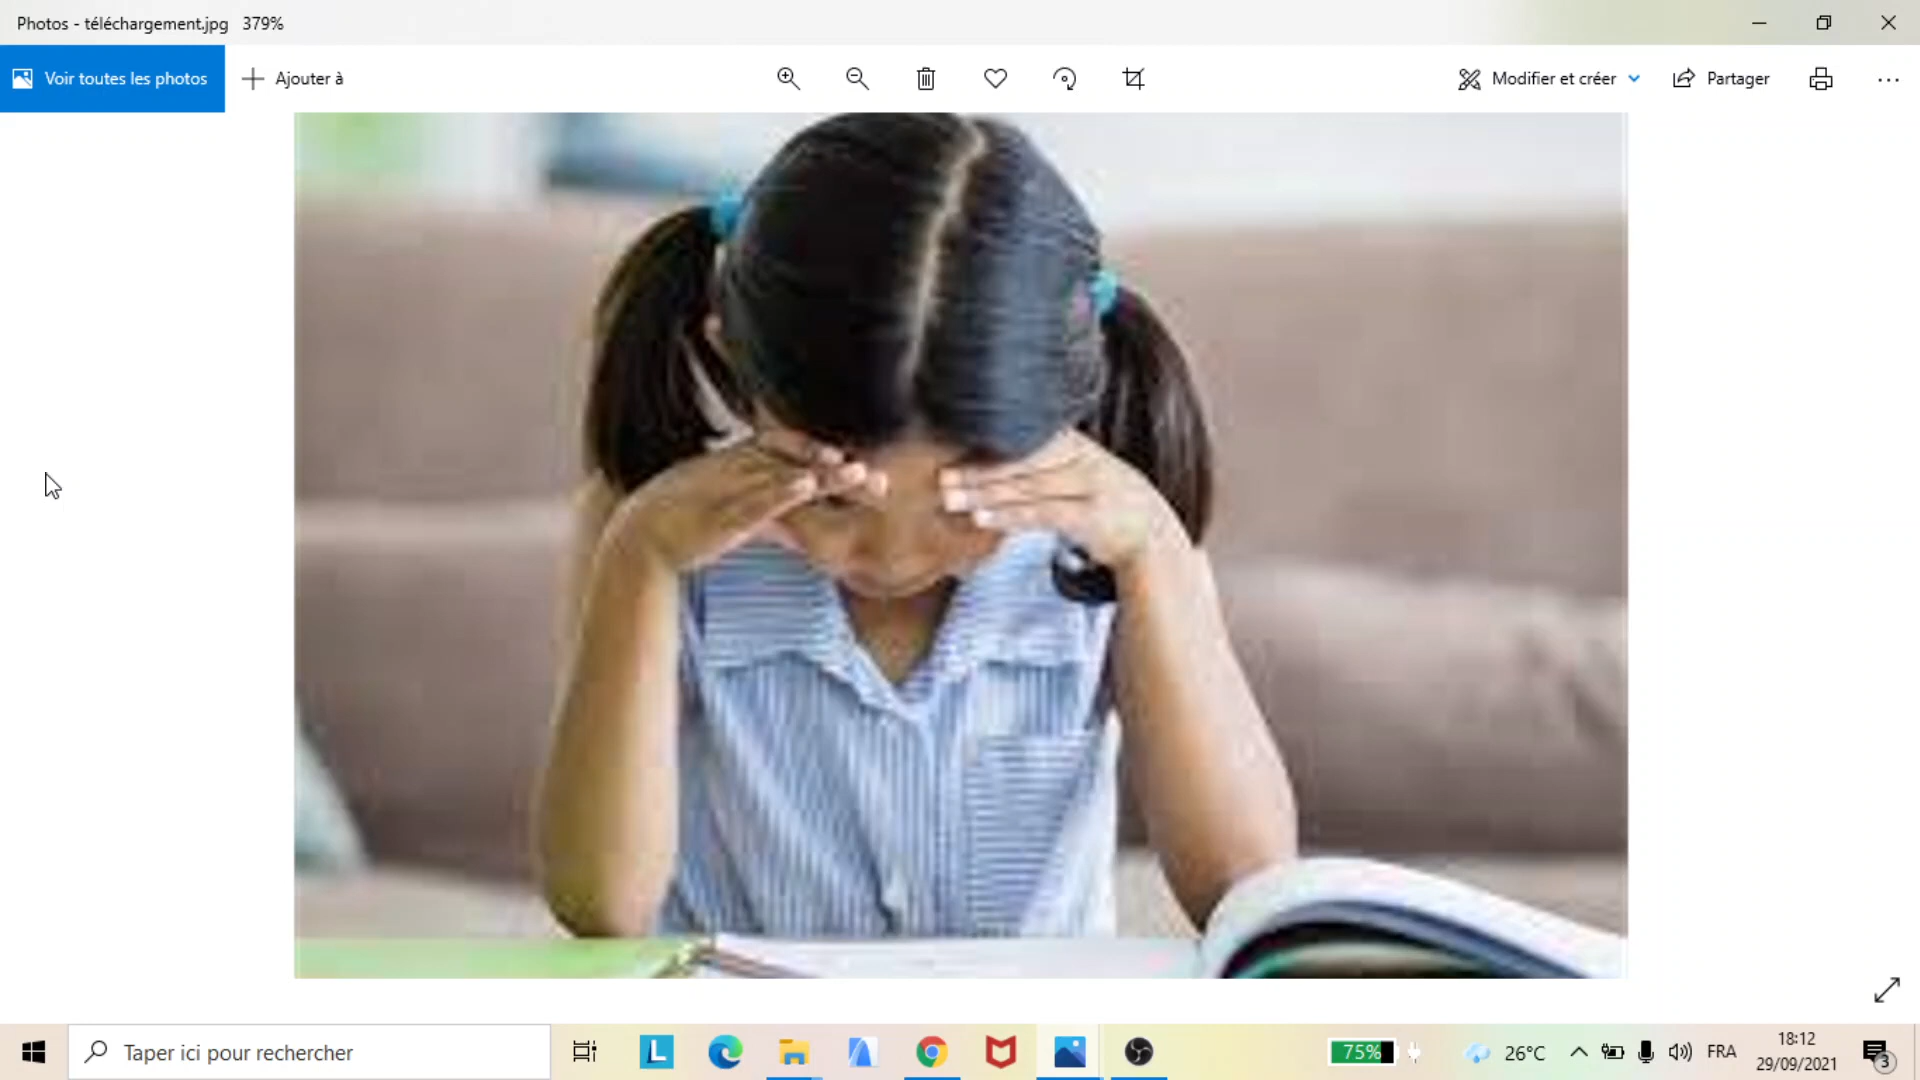 Photos - téléchargement.jpg 379%
Voir toutes les photos
Ajouter à
Modifier et créer
Partager
Taper ici pour rechercher
L
75%
26°C
FRA
18:12
29/09/2021
3